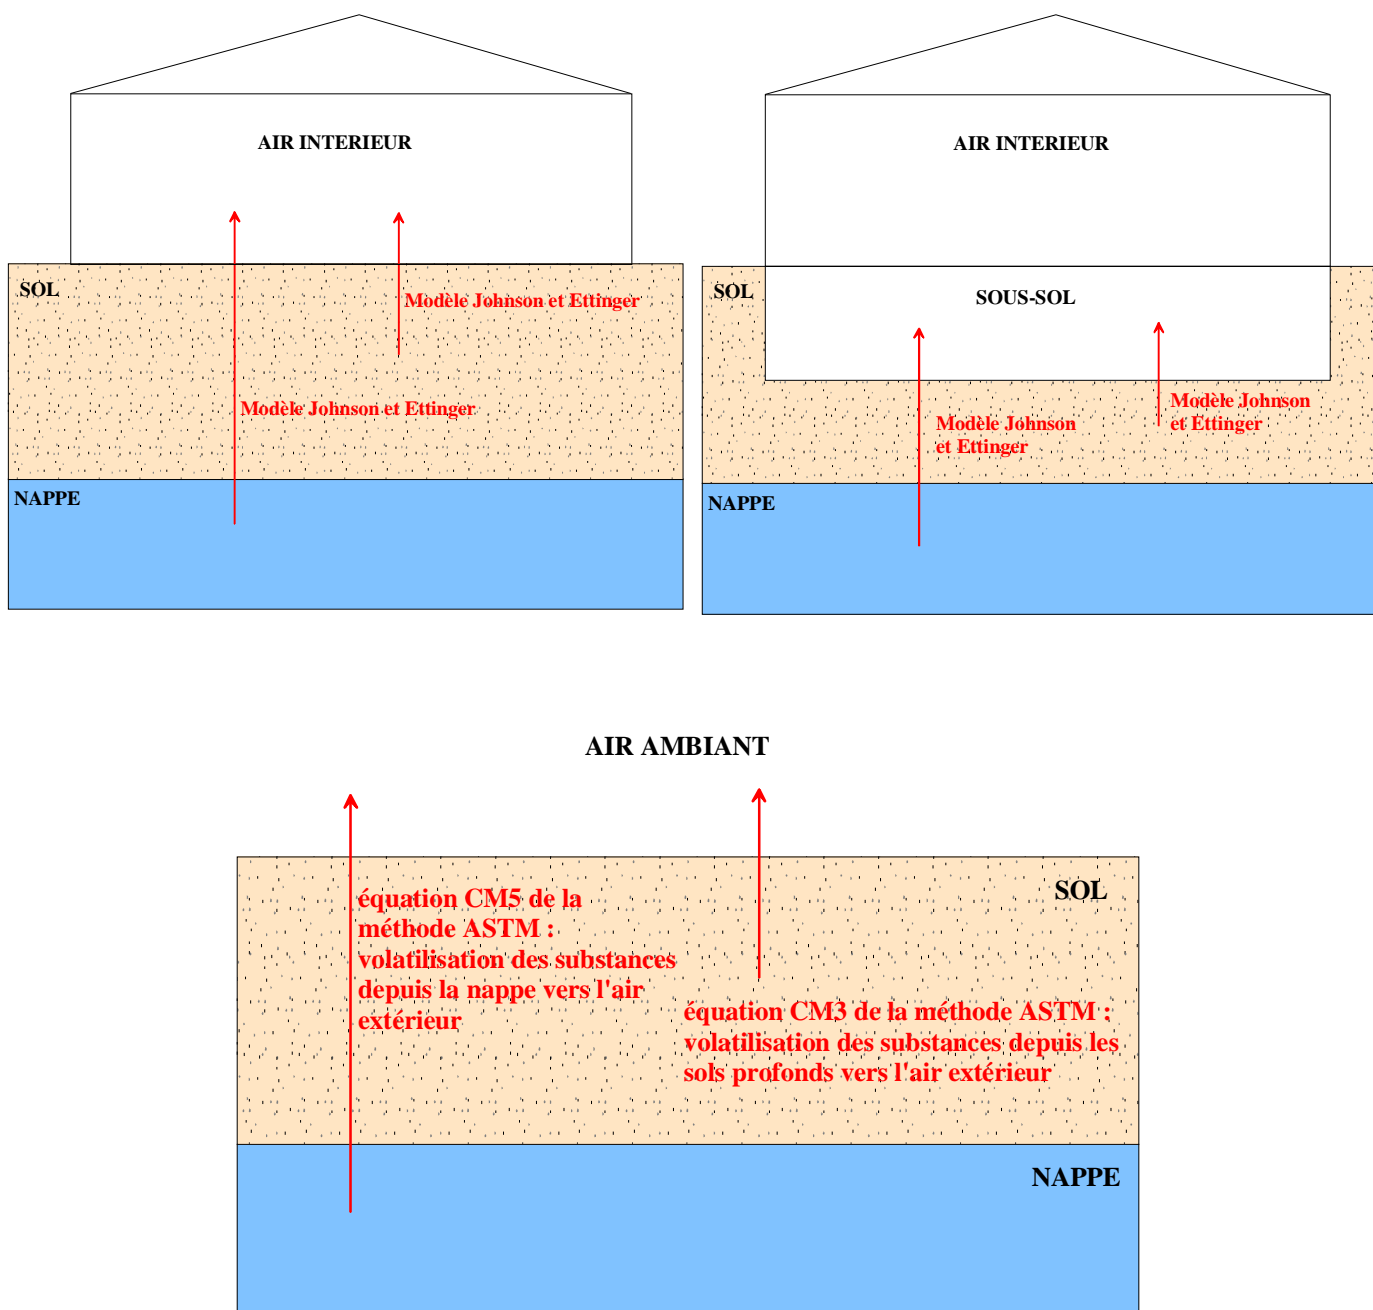 AIR INTERIEUR
SOL
Modèle Johnson et Ettinger
Modèle Johnson et Ettinger
NAPPE
AIR INTERIEUR
SOL
SOUS-SOL
Modèle Johnson
et Ettinger
Modèle Johnson
et Ettinger
NAPPE
AIR AMBIANT
SOL
équation CM5 de la
méthode ASTM :
volatilisation des substances
depuis la nappe vers l'air
extérieur
équation CM3 de la méthode ASTM :
volatilisation des substances depuis les
sols profonds vers l'air extérieur
NAPPE